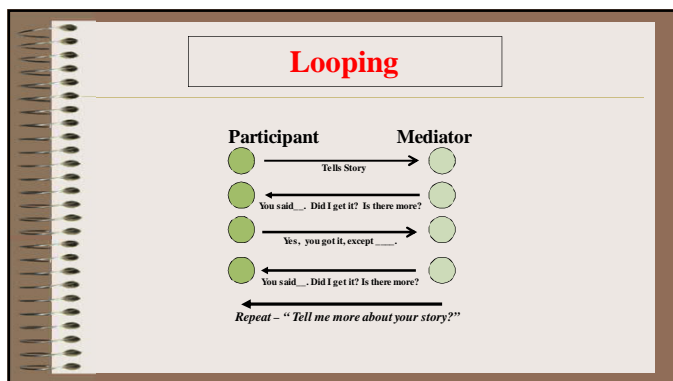 Looping
Participant Mediator
Tells Story
You said__. Did I get it? Is there more?
Yes, you got it, except ____.
You said__. Did I get it? Is there more?
Repeat – “ Tell me more about your story?”